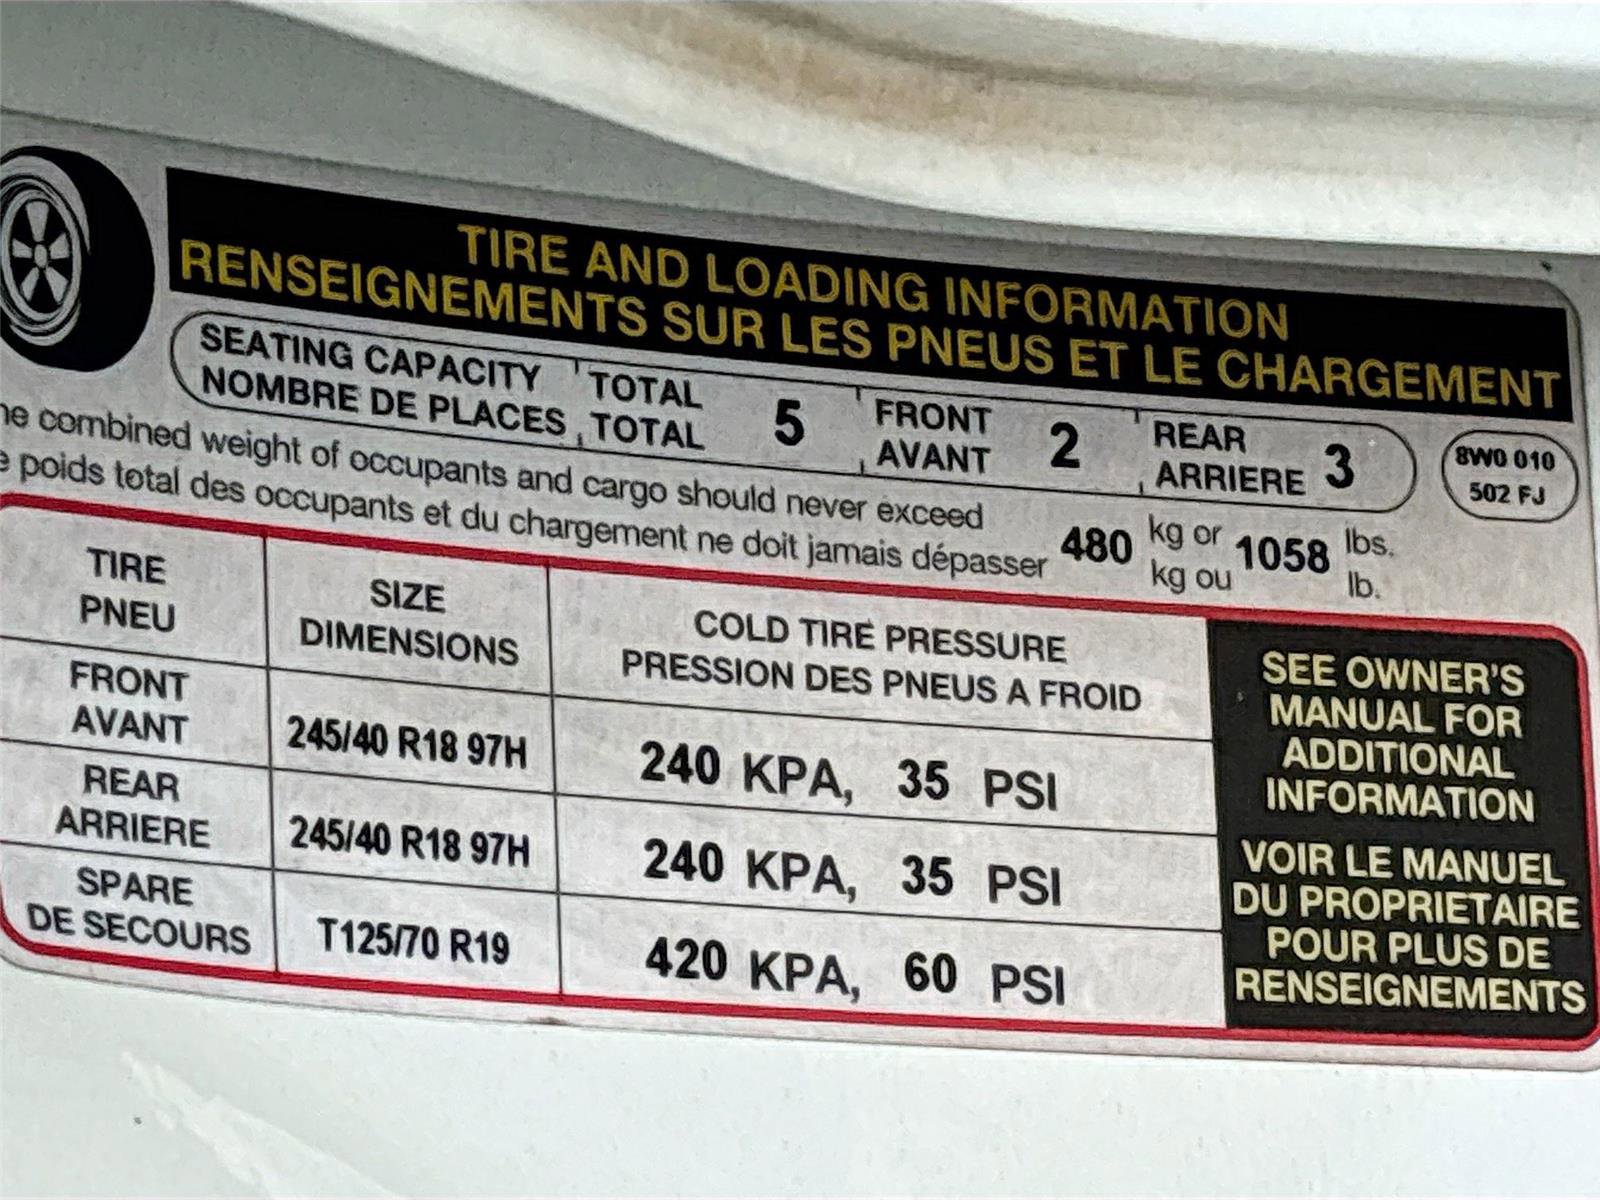 TIRE AND LOADING INFORMATION
RENSEIGNEMENTS SUR LES PNEUS ET LE CHARGEMENT
SEATING CAPACITY TOTAL 5 FRONT 2 REAR 3
NOMBRE DE PLACES TOTAL AVANT ARRIERE
8W0 010
502 FJ
combined weight of occupants and cargo should never exceed 480 kg or 1058 lbs.
poids total des occupants et du chargement ne doit jamais dépasser kg ou lb.
TIRE SIZE COLD TIRE PRESSURE
PNEU DIMENSIONS PRESSION DES PNEUS A FROID
FRONT
AVANT 245/40 R18 97H 240 KPA, 35 PSI
REAR
ARRIERE 245/40 R18 97H 240 KPA, 35 PSI
SPARE
DE SECOURS T125/70 R19 420 KPA, 60 PSI
SEE OWNER'S
MANUAL FOR
ADDITIONAL
INFORMATION
VOIR LE MANUEL
DU PROPRIETAIRE
POUR PLUS DE
RENSEIGNEMENTS